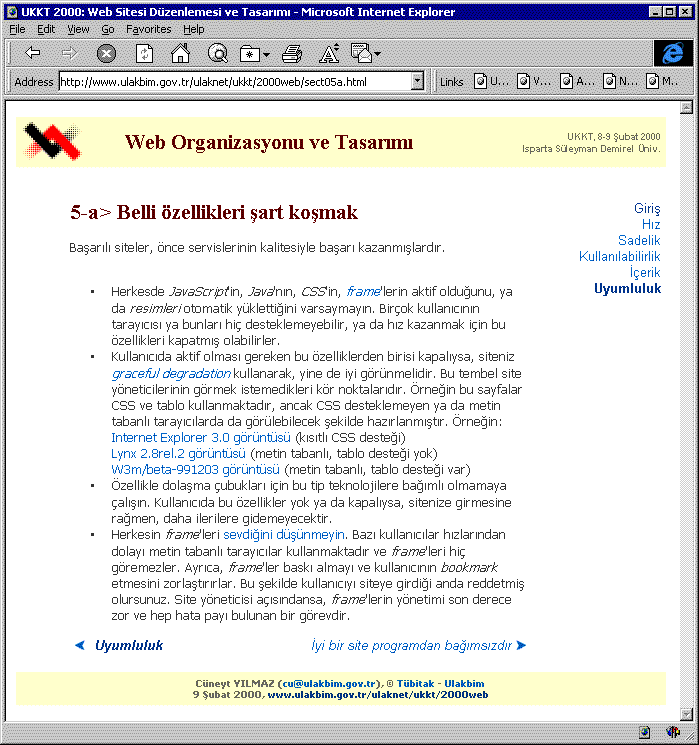 UKKT 2000: Web Sitesi Düzenlemesi ve Tasarımı - Microsoft Internet Explorer
File Edit View Go Favorites Help
Address http://www.ulakbim.gov.tr/ulaknet/ukkt/2000web/sect05a.html Links U... V... A... N... M..
Web Organizasyonu ve Tasarımı
UKKT, 8-9 Şubat 2000
Isparta Süleyman Demirel Üniv.
5-a> Belli özellikleri şart koşmak
Başarılı siteler, önce servislerinin kalitesiyle başarı kazanmışlardır.
Giriş
Hız
Sadelik
Kullanılabilirlik
İçerik
Uyumluluk
• Herkesde JavaScript'in, Java'nın, CSS'in, frame'lerin aktif olduğunu, ya
da resimleri otomatik yüklettiğini varsaymayın. Birçok kullanıcının
tarayıcısı ya bunları hiç desteklemeyebilir, ya da hız kazanmak için bu
özellikleri kapatmış olabilirler.
• Kullanıcıda aktif olması gereken bu özelliklerden birisi kapalıysa, siteniz
graceful degradation kullanarak, yine de iyi görünmelidir. Bu tembel site
yöneticilerinin görmek istemedikleri kör noktalarıdır. Örneğin bu sayfalar
CSS ve tablo kullanmaktadır, ancak CSS desteklemeyen ya da metin
tabanlı tarayıcılarda da görülebilecek şekilde hazırlanmıştır. Örneğin:
Internet Explorer 3.0 görüntüsü (kısıtlı CSS desteği)
Lynx 2.8rel.2 görüntüsü (metin tabanlı, tablo desteği yok)
W3m/beta-991203 görüntüsü (metin tabanlı, tablo desteği var)
• Özellikle dolaşma çubukları için bu tip teknolojilere bağımlı olmamaya
çalışın. Kullanıcıda bu özellikler yok ya da kapalıysa, sitenize girmesine
rağmen, daha ilerilere gidemeyecektir.
• Herkesin frame'leri sevdiğini düşünmeyin. Bazı kullanıcılar hızlarından
dolayı metin tabanlı tarayıcılar kullanmaktadır ve frame'leri hiç
göremezler. Ayrıca, frame'ler baskı almayı ve kullanıcının bookmark
etmesini zorlaştırırlar. Bu şekilde kullanıcıyı siteye girdiği anda reddetmiş
olursunuz. Site yöneticisi açısındansa, frame'lerin yönetimi son derece
zor ve hep hata payı bulunan bir görevdir.
Uyumluluk İyi bir site programdan bağımsızdır
Cüneyt YILMAZ (cu@ulakbim.gov.tr), © Tübitak - Ulakbim
9 Şubat 2000, www.ulakbim.gov.tr/ulaknet/ukkt/2000web